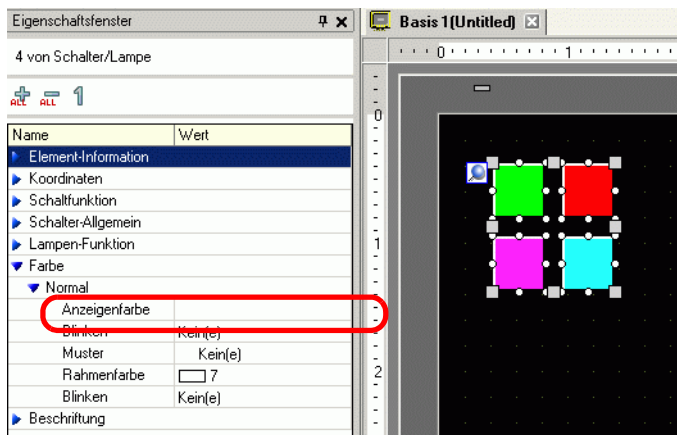 Eigenschaftsfenster
4 von Schalter/Lampe
ALL ALL 1
Name Wert
Element-Information
Koordinaten
Schaltfunktion
Schalter-Allgemein
Lampen-Funktion
Farbe
Normal
Anzeigenfarbe
Blinken Kein(e)
Muster Kein(e)
Rahmenfarbe 7
Blinken Kein(e)
Beschriftung
Basis 1(Untitled)
0 1
0
1
2